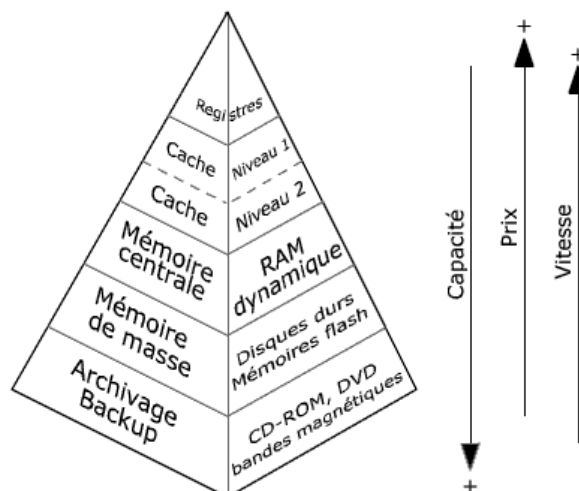 Registres
Cache
Niveau 1
Cache
Niveau 2
Mémoire
centrale
RAM
dynamique
Mémoire
de masse
Disques durs
Mémoires flash
Archivage
Backup
CD-ROM, DVD
bandes magnétiques
Capacité
+
Prix
+
Vitesse
+